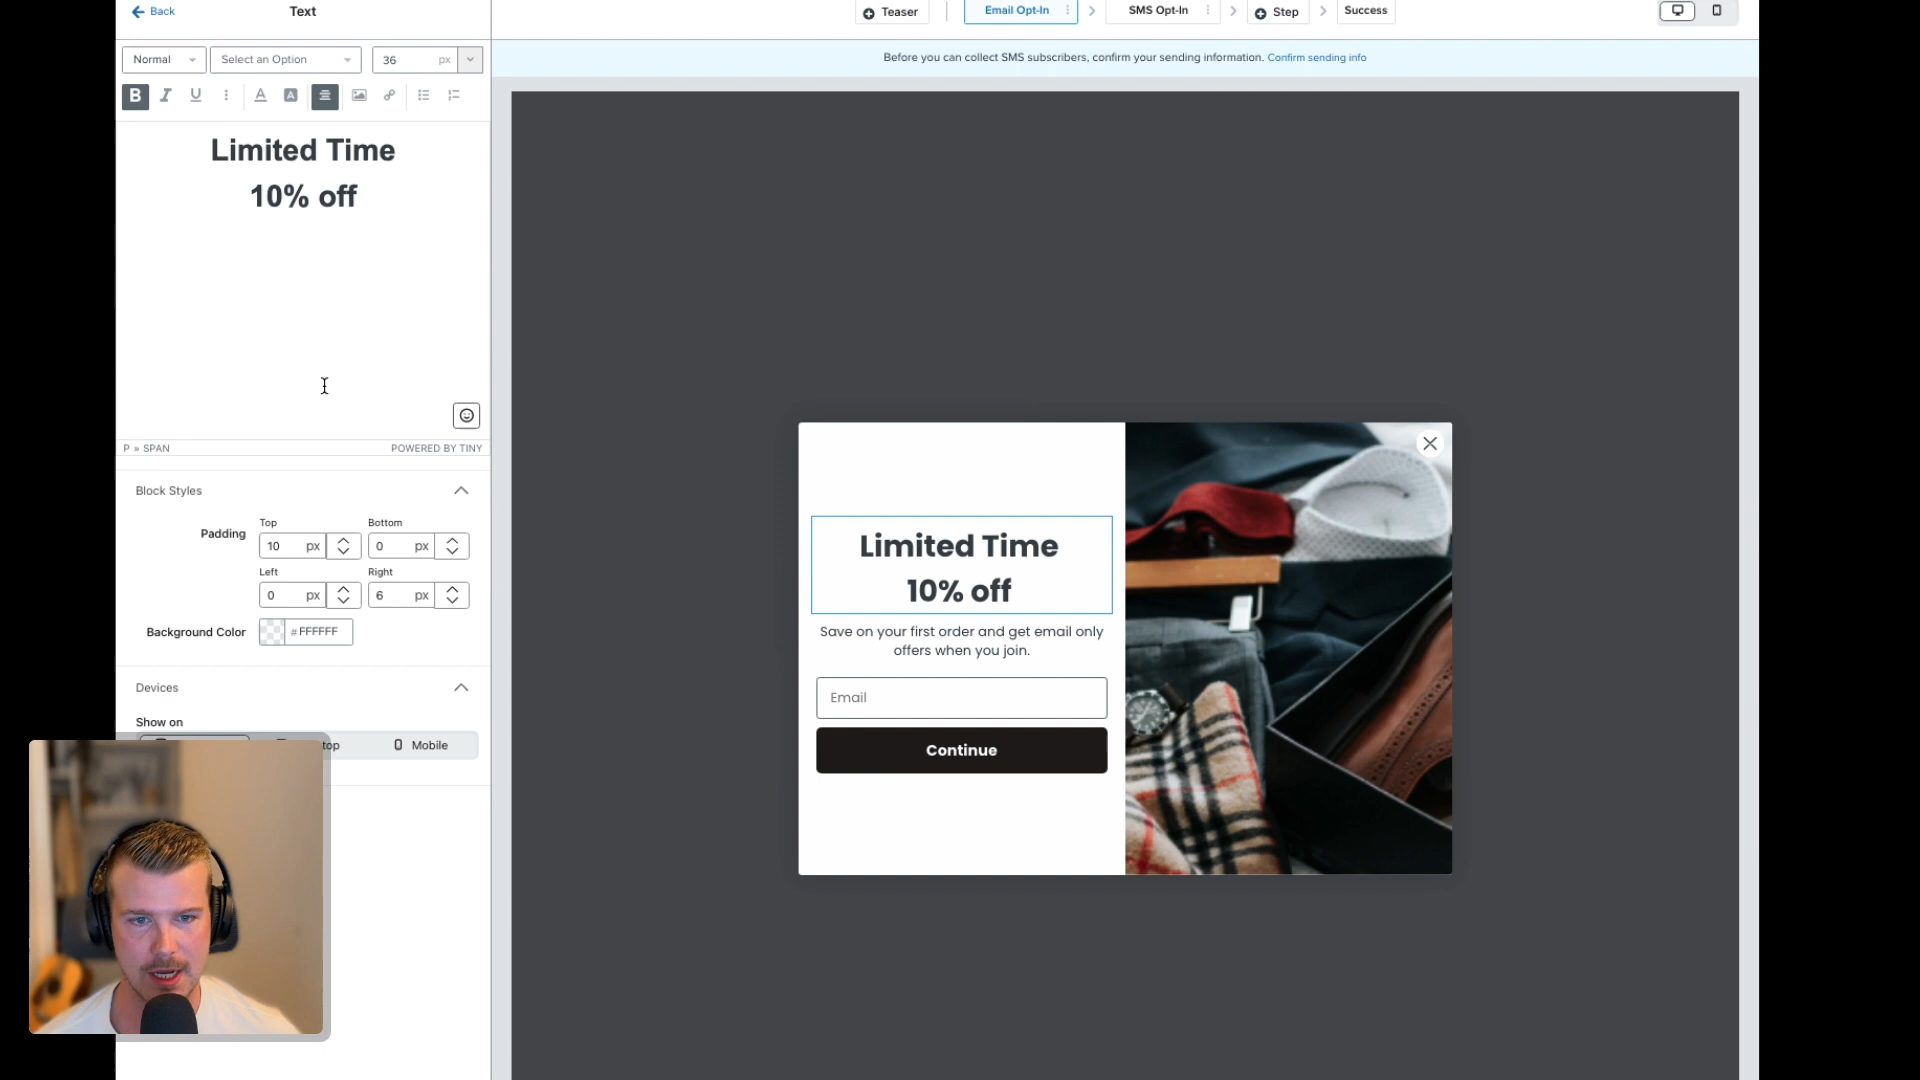 Back
Text
Teaser
Email Opt-In
SMS Opt-In
Step
Success
Normal
Select an Option
36 px
Before you can collect SMS subscribers, confirm your sending information. Confirm sending info
B I U A A
Limited Time
10% off
P » SPAN
POWERED BY TINY
Block Styles
Padding
Top
Bottom
10 px
0 px
Left
Right
0 px
6 px
Background Color
# FFFFFF
Devices
Show on
top
Mobile
Limited Time
10% off
Save on your first order and get email only
offers when you join.
Email
Continue